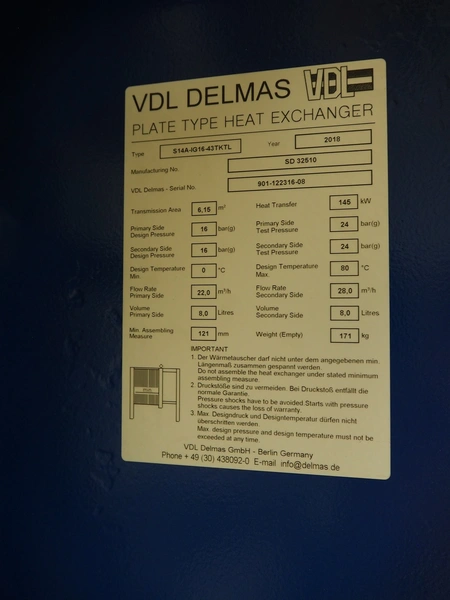 VDL DELMAS VDL
PLATE TYPE HEAT EXCHANGER
Type S14A-IG16-43TKTL Year 2018
Manufacturing No. SD 32510
VDL Delmas - Serial No. 901-122316-08
Transmission Area 6,15 m² Heat Transfer 145 kW
Primary Side Design Pressure 16 bar(g) Primary Side Test Pressure 24 bar(g)
Secondary Side Design Pressure 16 bar(g) Secondary Side Test Pressure 24 bar(g)
Design Temperature Min. 0 °C Design Temperature Max. 80 °C
Flow Rate Primary Side 22,0 m³/h Flow Rate Secondary Side 28,0 m³/h
Volume Primary Side 8,0 Litres Volume Secondary Side 8,0 Litres
Min. Assembling Measure 121 mm Weight (Empty) 171 kg
IMPORTANT
1. Der Wärmetauscher darf nicht unter dem angegebenen min.
Längenmaß zusammen gespannt werden.
Do not assemble the heat exchanger under stated minimum
assembling measure.
2. Druckstöße sind zu vermeiden. Bei Druckstoß entfällt die
normale Garantie.
Pressure shocks have to be avoided.Starts with pressure
shocks causes the loss of warranty.
3. Max. Designdruck und Designtemperatur dürfen nicht
überschritten werden
Max. design pressure and design temperature must not be
exceeded at any time.
VDL Delmas GmbH - Berlin Germany
Phone + 49 (30) 438092-0 E-mail info@delmas.de